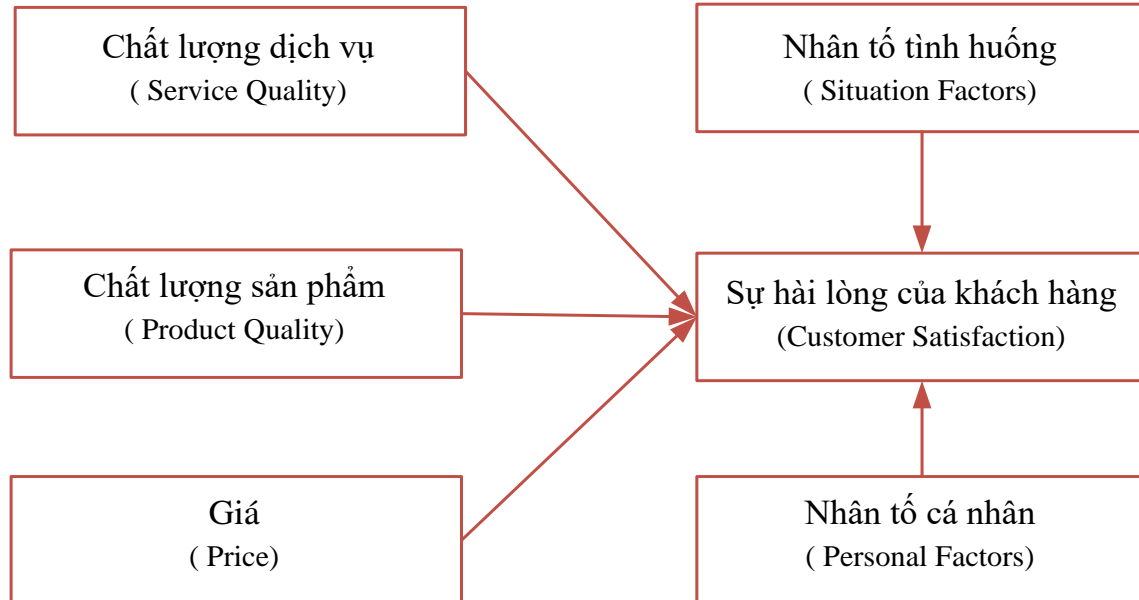 Chất lượng dịch vụ
( Service Quality)
Nhân tố tình huống
( Situation Factors)
Chất lượng sản phẩm
( Product Quality)
Sự hài lòng của khách hàng
(Customer Satisfaction)
Giá
( Price)
Nhân tố cá nhân
( Personal Factors)